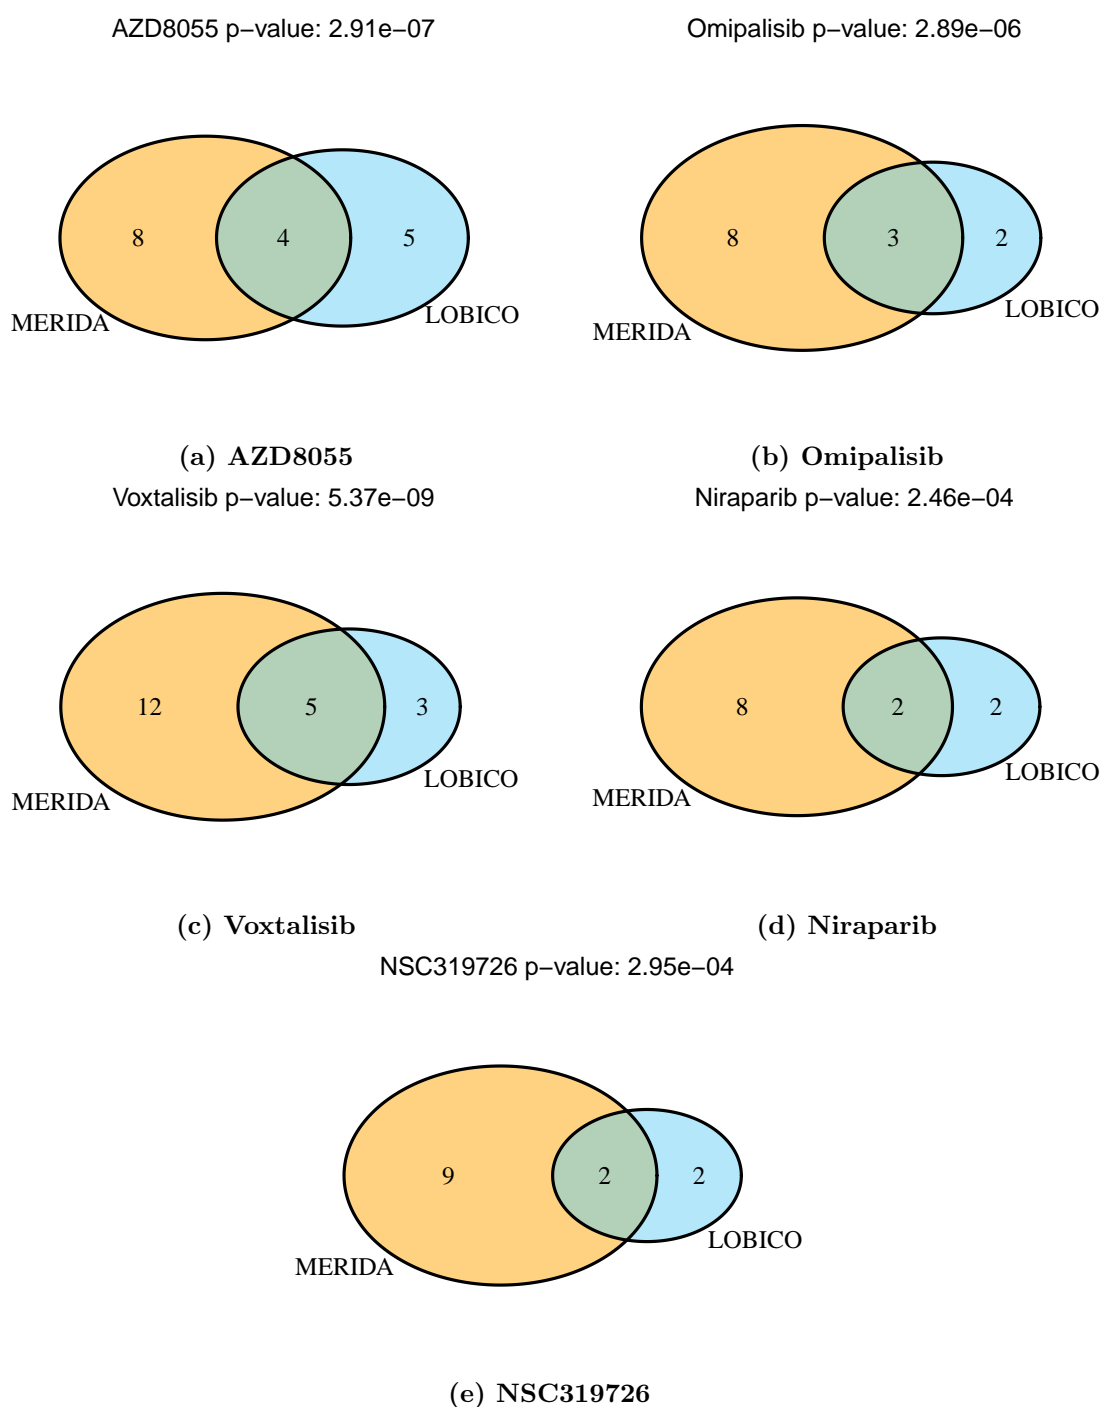 AZD8055 p−value: 2.91e−07
8
4
5
MERIDA
LOBICO
(a) AZD8055
Omipalisib p−value: 2.89e−06
8
3
2
MERIDA
LOBICO
(b) Omipalisib
Voxtalisib p−value: 5.37e−09
12
5
3
MERIDA
LOBICO
(c) Voxtalisib
Niraparib p−value: 2.46e−04
8
2
2
MERIDA
LOBICO
(d) Niraparib
NSC319726 p−value: 2.95e−04
9
2
2
MERIDA
LOBICO
(e) NSC319726